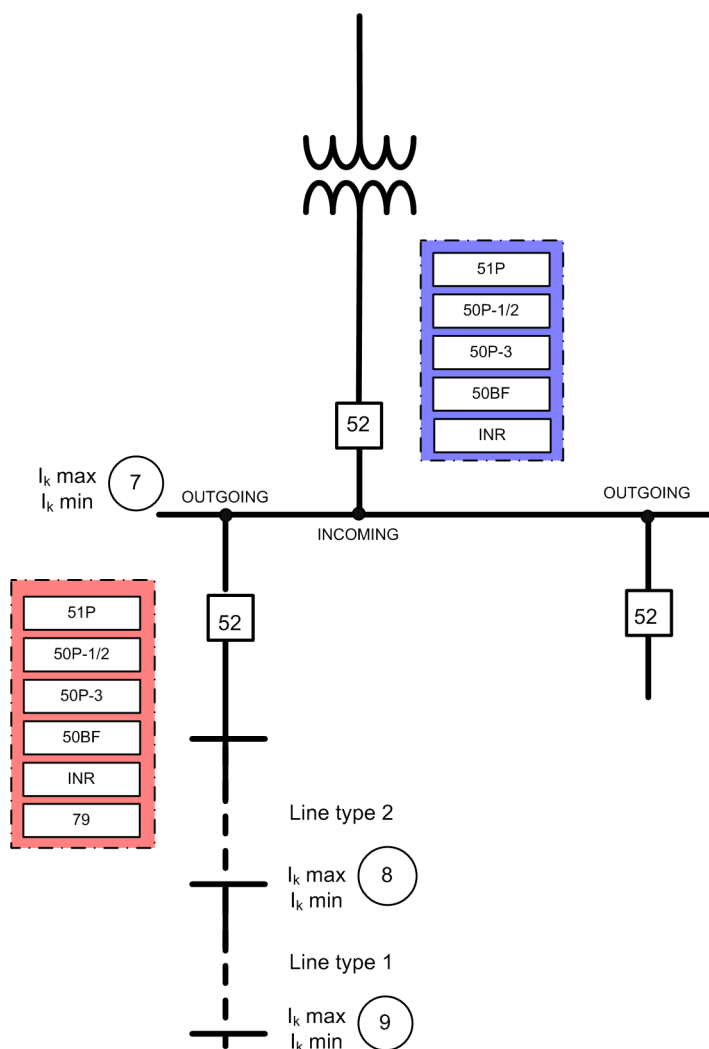 51P
50P-1/2
50P-3
50BF
INR
52
Ik max
Ik min
7
OUTGOING
INCOMING
OUTGOING
51P
50P-1/2
50P-3
50BF
INR
79
52
52
Line type 2
Ik max
Ik min
8
Line type 1
Ik max
Ik min
9